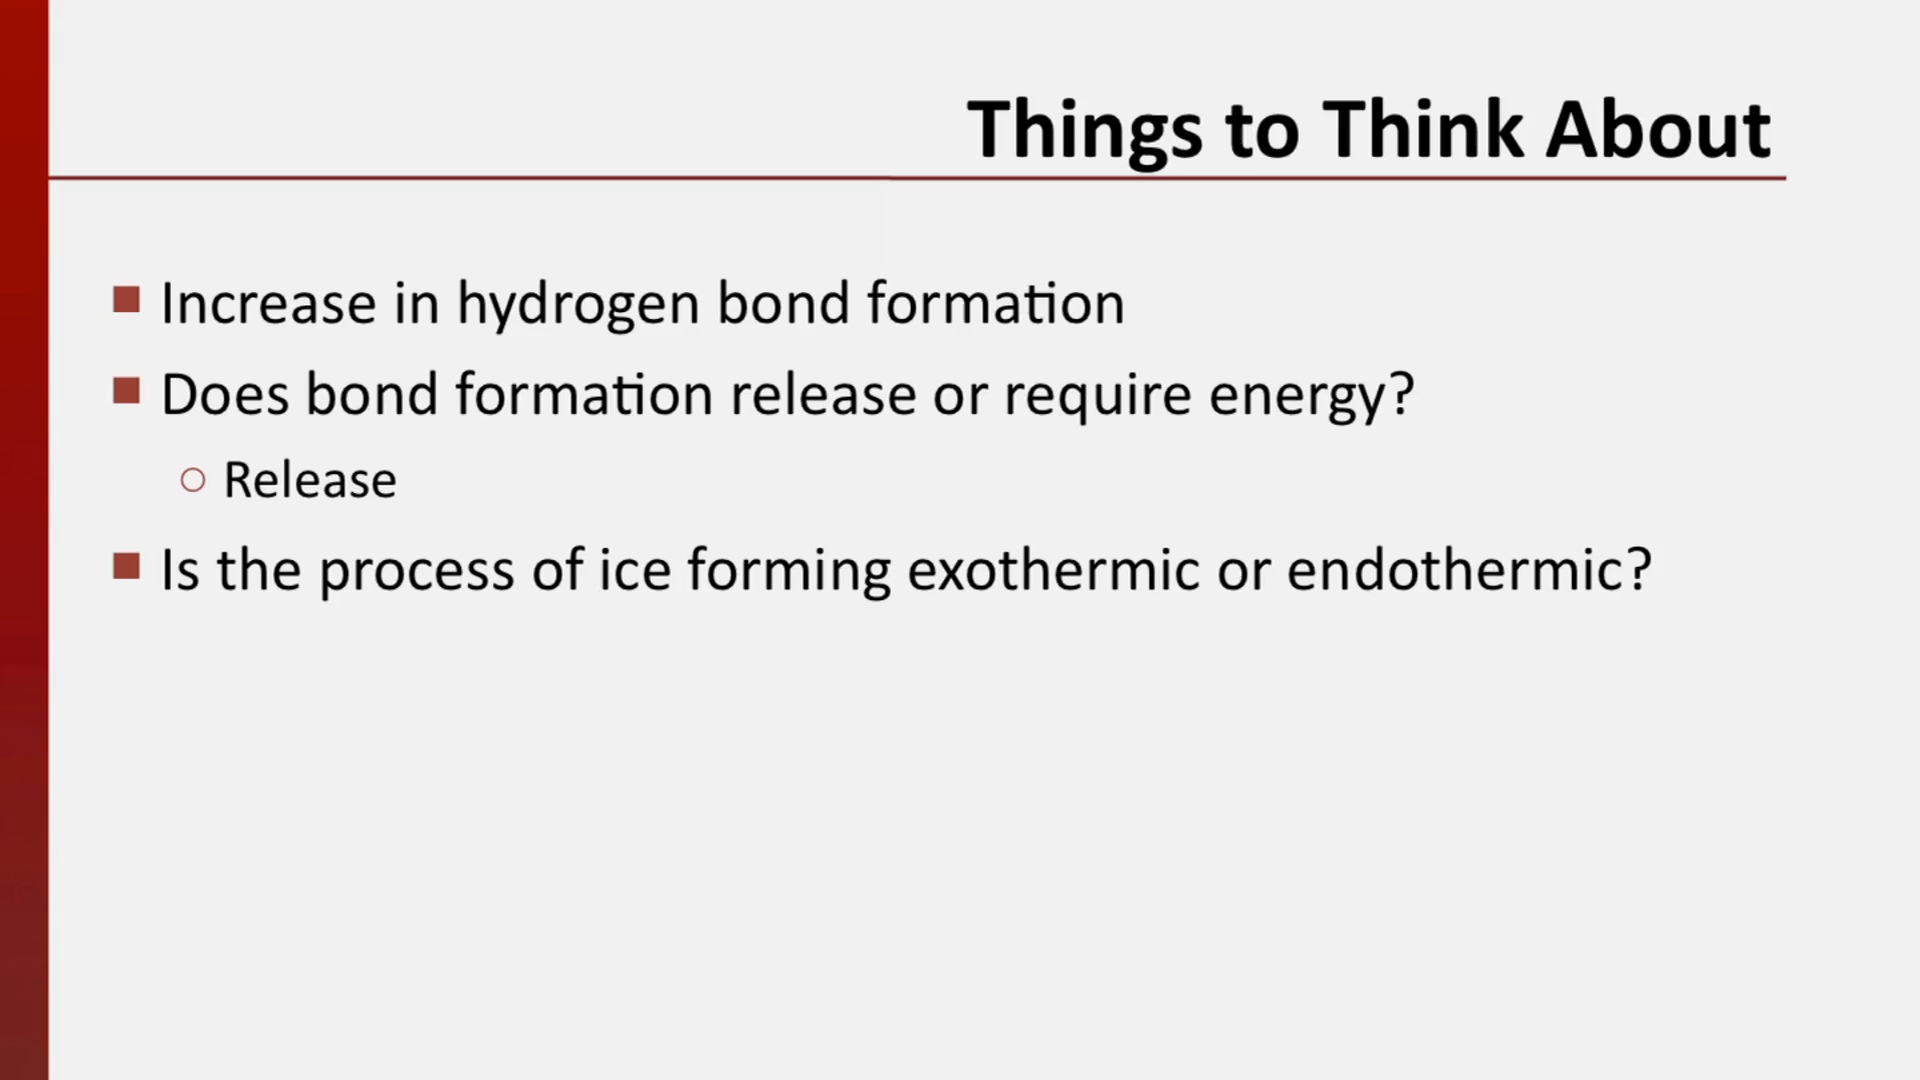 Things to Think About
Increase in hydrogen bond formation
Does bond formation release or require energy?
Release
Is the process of ice forming exothermic or endothermic?